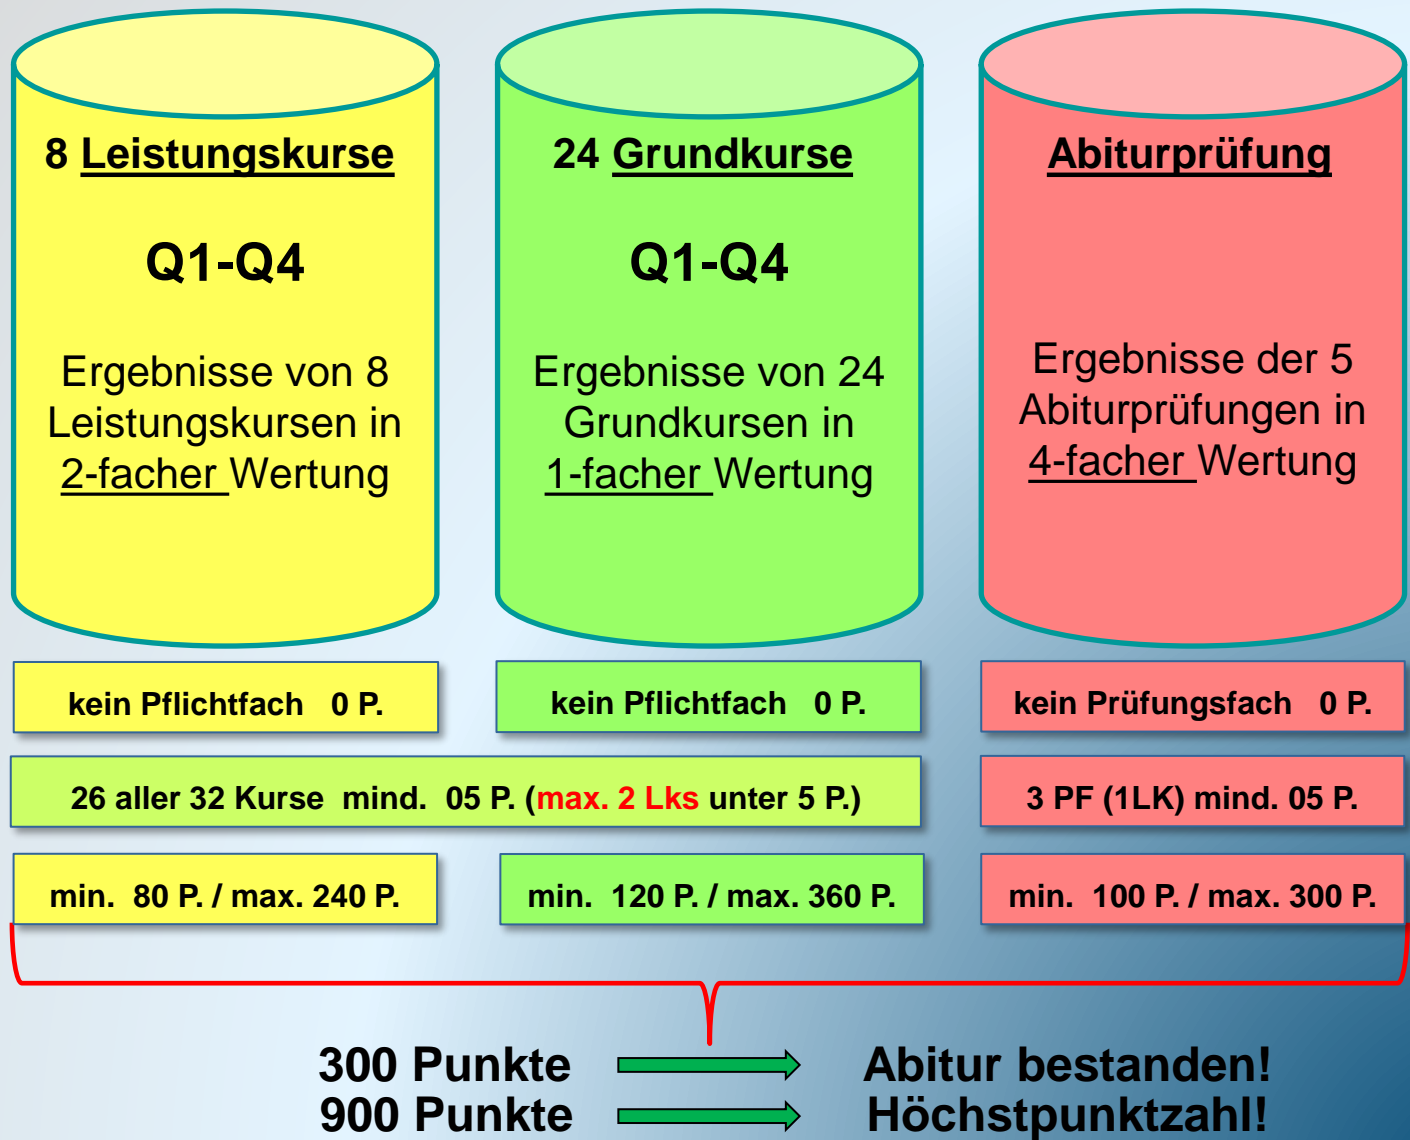 8 Leistungskurse
Q1-Q4
Ergebnisse von 8
Leistungskursen in
2-facher Wertung
24 Grundkurse
Q1-Q4
Ergebnisse von 24
Grundkursen in
1-facher Wertung
Abiturprüfung
Ergebnisse der 5
Abiturprüfungen in
4-facher Wertung
kein Pflichtfach 0 P.
kein Pflichtfach 0 P.
kein Prüfungsfach 0 P.
26 aller 32 Kurse mind. 05 P. (max. 2 Lks unter 5 P.)
3 PF (1LK) mind. 05 P.
min. 80 P. / max. 240 P.
min. 120 P. / max. 360 P.
min. 100 P. / max. 300 P.
300 Punkte Abitur bestanden!
900 Punkte Höchstpunktzahl!